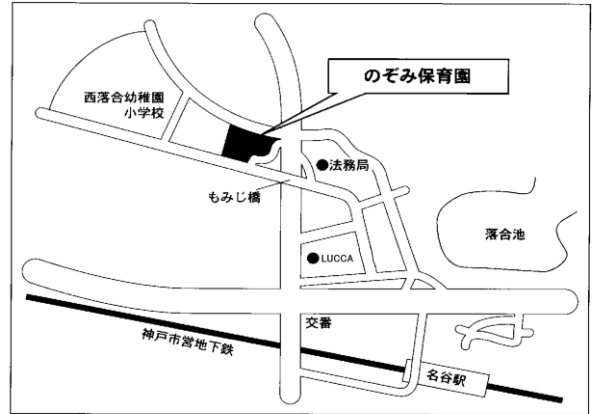 のぞみ保育園
西落合幼稚園
小学校
法務局
もみじ橋
落合池
LUCCA
交番
神戸市営地下鉄
名谷駅